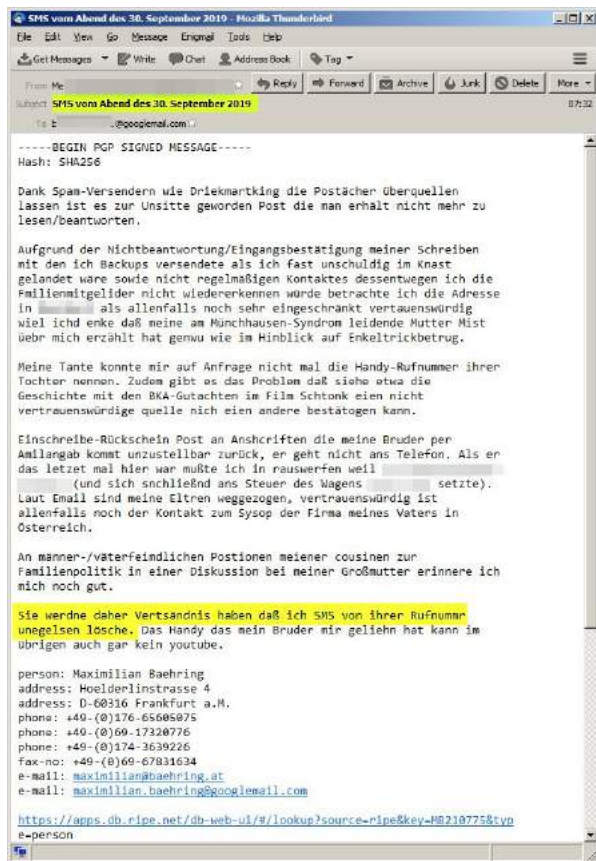 SMS vom Abend des 30. September 2019 - Mozilla Thunderbird
File Edit View Go Message Enigmail Tools Help
Get Messages Write Chat Address Book Tag
From Me Reply Forward Archive Junk Delete More
Subject SMS vom Abend des 30. September 2019 07:32
To b @googlemail.com
-----BEGIN PGP SIGNED MESSAGE-----
Hash: SHA256
Dank Spam-Versendern wie Driekmartking die Postächer überquellen
lassen ist es zur Unsitte geworden Post die man erhält nicht mehr zu
lesen/beantworten.
Aufgrund der Nichtbeantwortung/Eingangsbestätigung meiner Schreiben
mit den ich Backups versendete als ich fast unschuldig im Knast
gelandet wäre sowie nicht regelmäßigen Kontaktes dessentwegen ich die
Fmilienmitgelider nicht wiedererkennen würde betrachte ich die Adresse
in als allenfalls noch sehr eingeschränkt vertauenswürdig
wiel ichd enke daß meine am Münchhausen-Syndrom leidende Mutter Mist
üebr mich erzählt hat genwu wie im Hinblick auf Enkeltrickbetrug.
Meine Tante konnte mir auf Anfrage nicht mal die Handy-Rufnummer ihrer
Tochter nennen. Zudem gibt es das Problem daß siehe etwa die
Geschichte mit den BKA-Gutachten im Film Schtonk eien nicht
vertrauenswürdige quelle nich eien andere bestätogen kann.
Einschreibe-Rückschein Post an Anshcriften die meine Bruder per
Amilangab kommt unzustellbar zurück, er geht nicht ans Telefon. Als er
das letzet mal hier war mußte ich in rauswerfen weil
(und sich snchließnd ans Steuer des Wagens setzte).
Laut Email sind meine Eltren weggezogen, vertrauenswürdig ist
allenfalls noch der Kontakt zum Sysop der Firma meines Vaters in
Österreich.
An männer-/väterfeindlichen Postionen meiener cousinen zur
Familienpolitik in einer Diskussion bei meiner Großmutter erinnere ich
mich noch gut.
Sie werdne daher Vertsändnis haben daß ich SMS von ihrer Rufnummr
unegelsen lösche. Das Handy das mein Bruder mir geliehn hat kann im
übrigen auch gar kein youtube.
person: Maximilian Baehring
address: Hoelderlinstrasse 4
address: D-60316 Frankfurt a.M.
phone: +49-(0)176-65605075
phone: +49-(0)69-17320776
phone: +49-(0)174-3639226
fax-no: +49-(0)69-67831634
e-mail: maximilian@baehring.at
e-mail: maximilian.baehring@googlemail.com
https://apps.db.ripe.net/db-web-ui/#/lookup?source=ripe&key=MB210775&typ
e=person